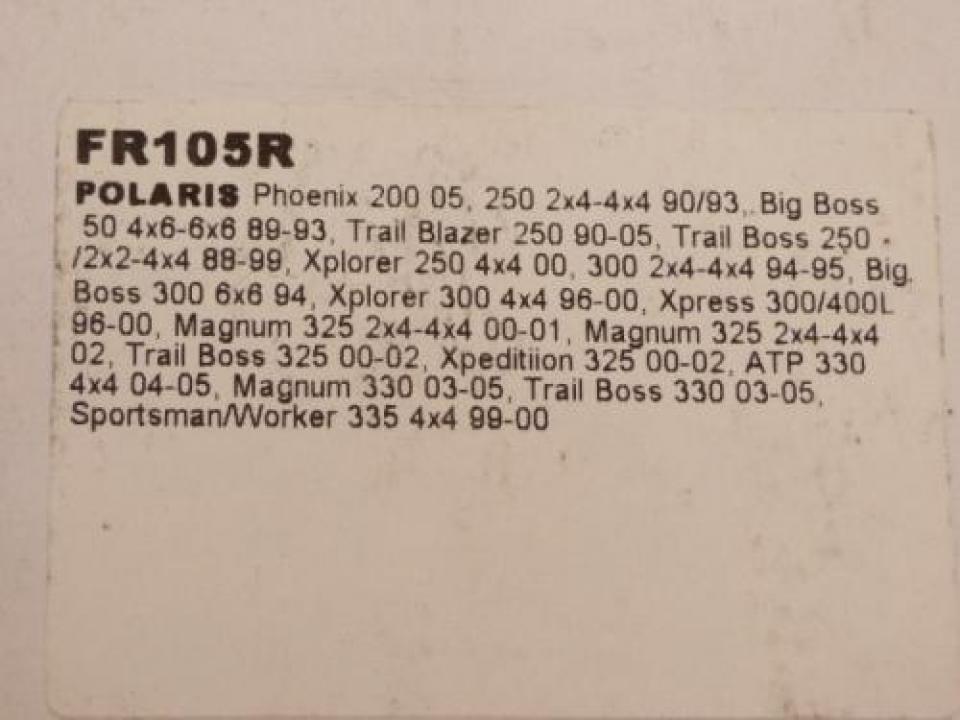 FR105R
POLARIS Phoenix 200 05, 250 2x4-4x4 90/93, Big Boss
50 4x6-6x6 89-93, Trail Blazer 250 90-05, Trail Boss 250
/2x2-4x4 88-99, Xplorer 250 4x4 00, 300 2x4-4x4 94-95, Big
Boss 300 6x6 94, Xplorer 300 4x4 96-00, Xpress 300/400L
96-00, Magnum 325 2x4-4x4 00-01, Magnum 325 2x4-4x4
02, Trail Boss 325 00-02, Xpeditiion 325 00-02, ATP 330
4x4 04-05, Magnum 330 03-05, Trail Boss 330 03-05,
Sportsman/Worker 335 4x4 99-00